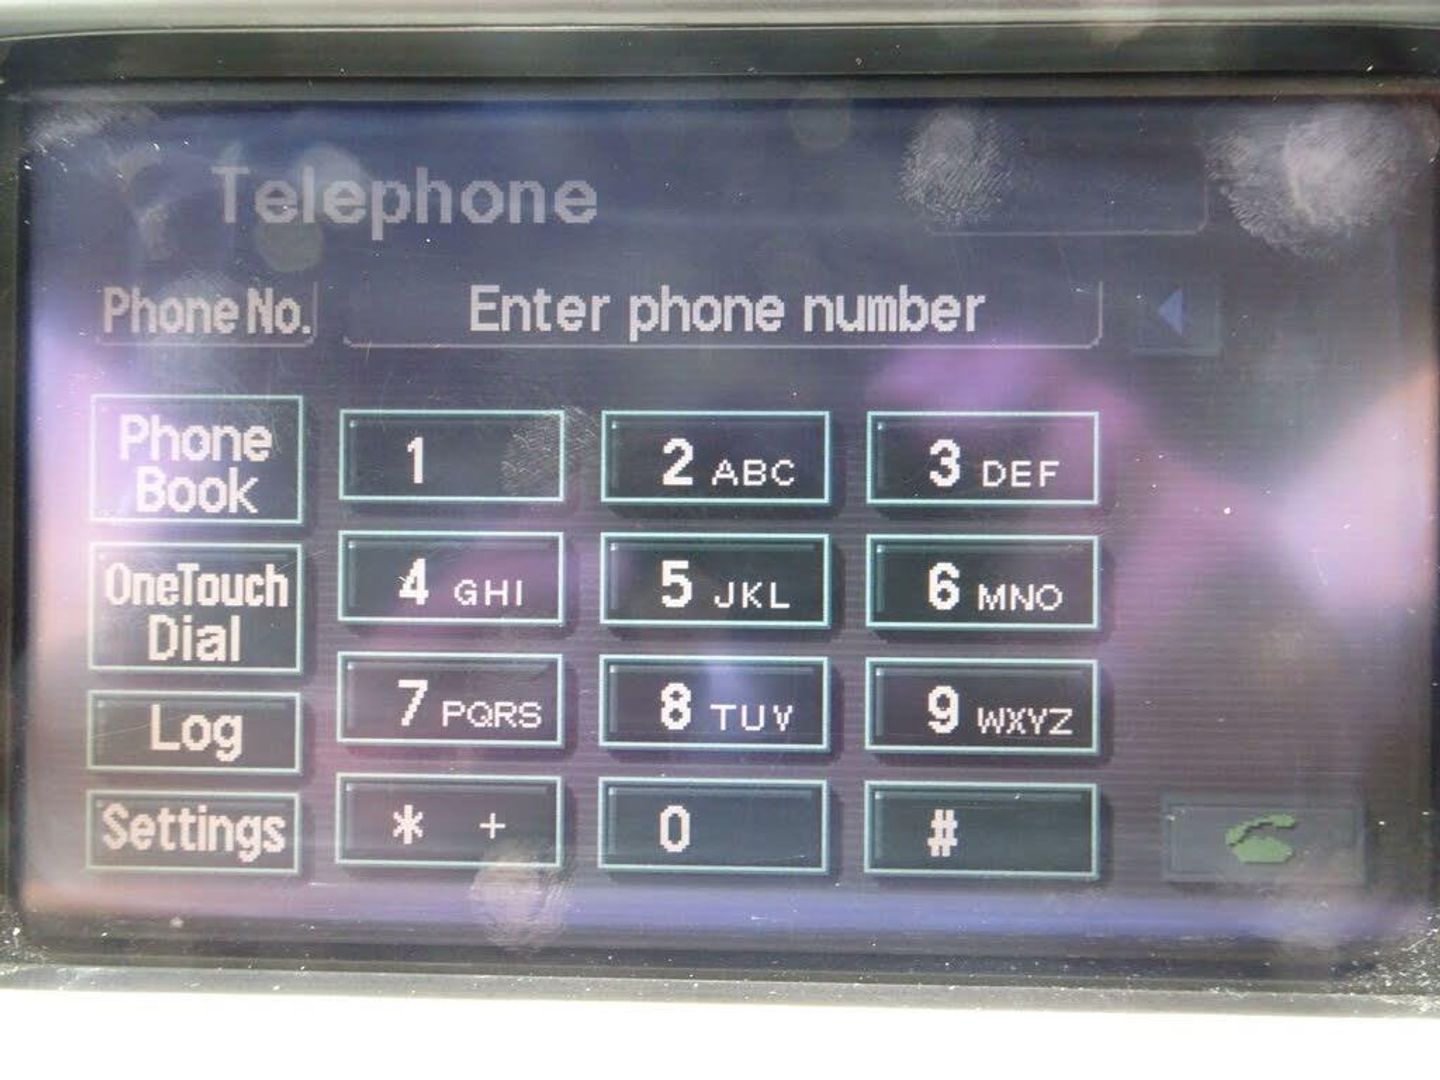 Telephone
Phone No.
Enter phone number
Phone
Book
1
2 ABC
3 DEF
OneTouch
Dial
4 GHI
5 JKL
6 MNO
Log
7 PQRS
8 TUV
9 WXYZ
Settings
* +
0
#